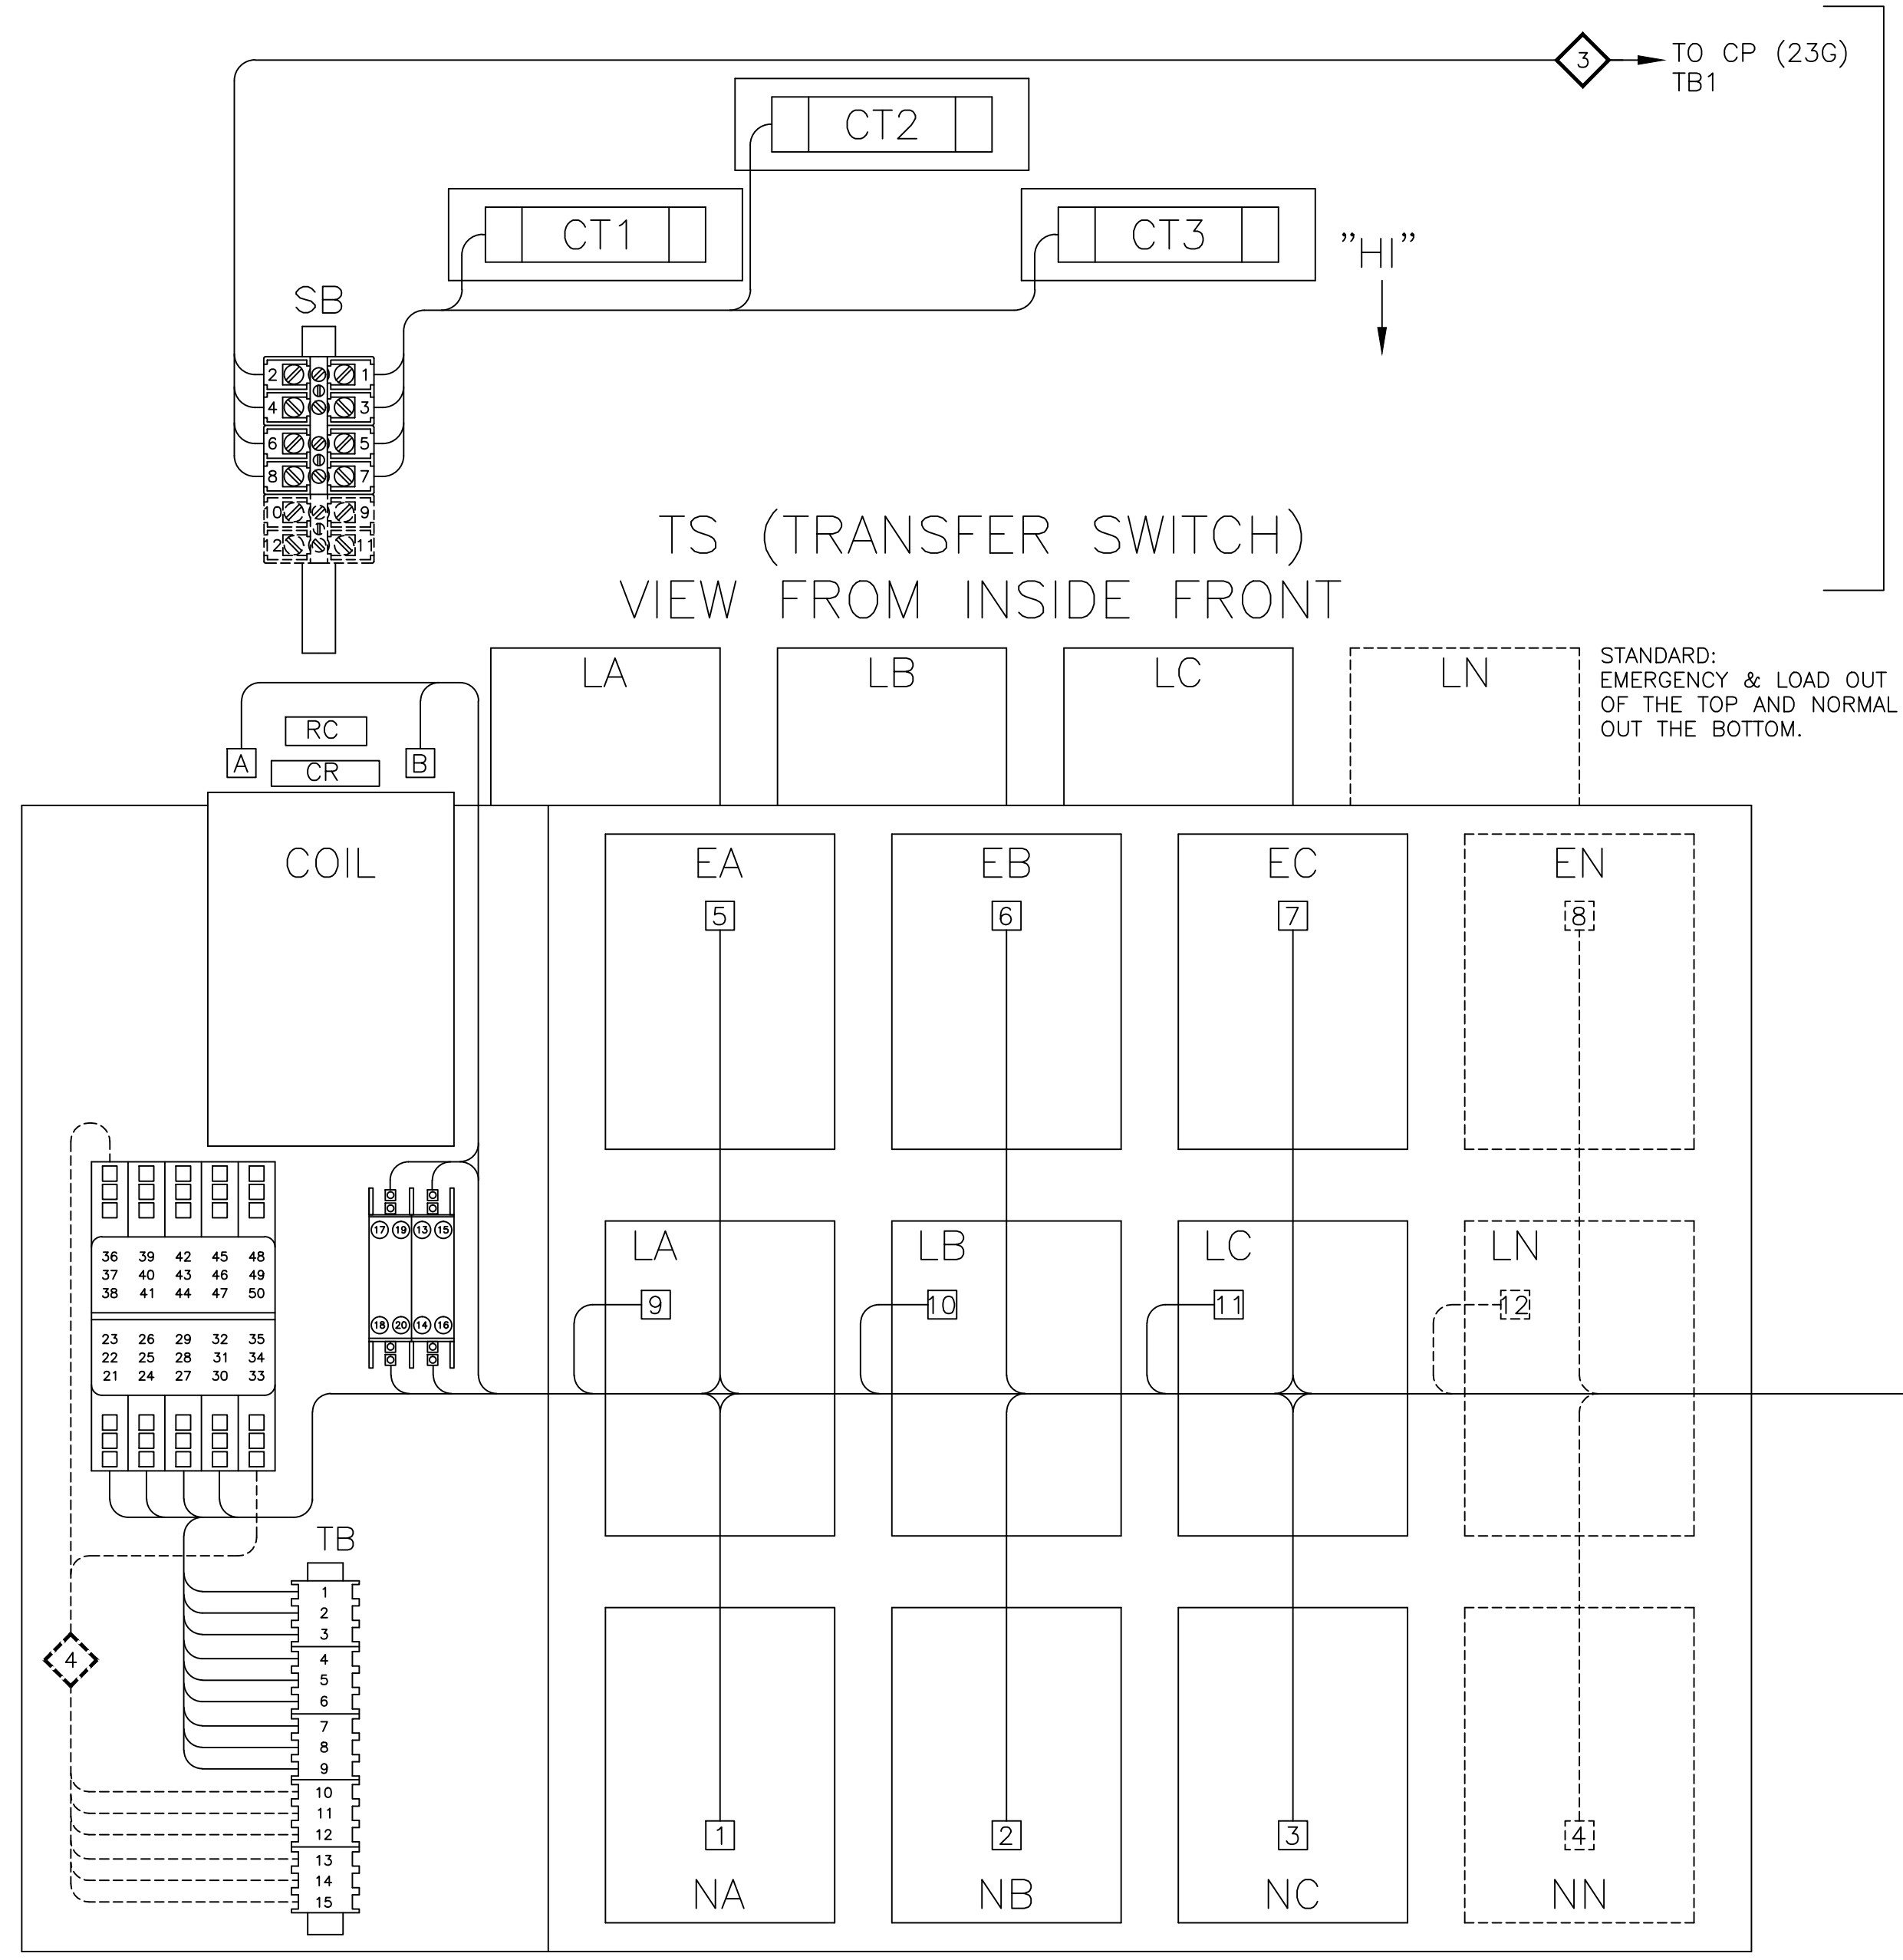 3 TO CP (23G)
TB1
CT2
CT1
CT3
"HI"
SB
2 1
4 3
6 5
8 7
10 9
12 11
TS (TRANSFER SWITCH)
VIEW FROM INSIDE FRONT
LA LB LC LN
STANDARD:
EMERGENCY & LOAD OUT
OF THE TOP AND NORMAL
OUT THE BOTTOM.
RC
A B
CR
COIL
EA EB EC EN
5 6 7 8
17 19 13 15
LA LB LC LN
36 39 42 45 48
37 40 43 46 49
38 41 44 47 50
9 10 11 12
18 20 14 16
23 26 29 32 35
22 25 28 31 34
21 24 27 30 33
TB
1
2
3
4
4
5
6
7
8
9
10
11
12
13
14
15
1 2 3 4
NA NB NC NN